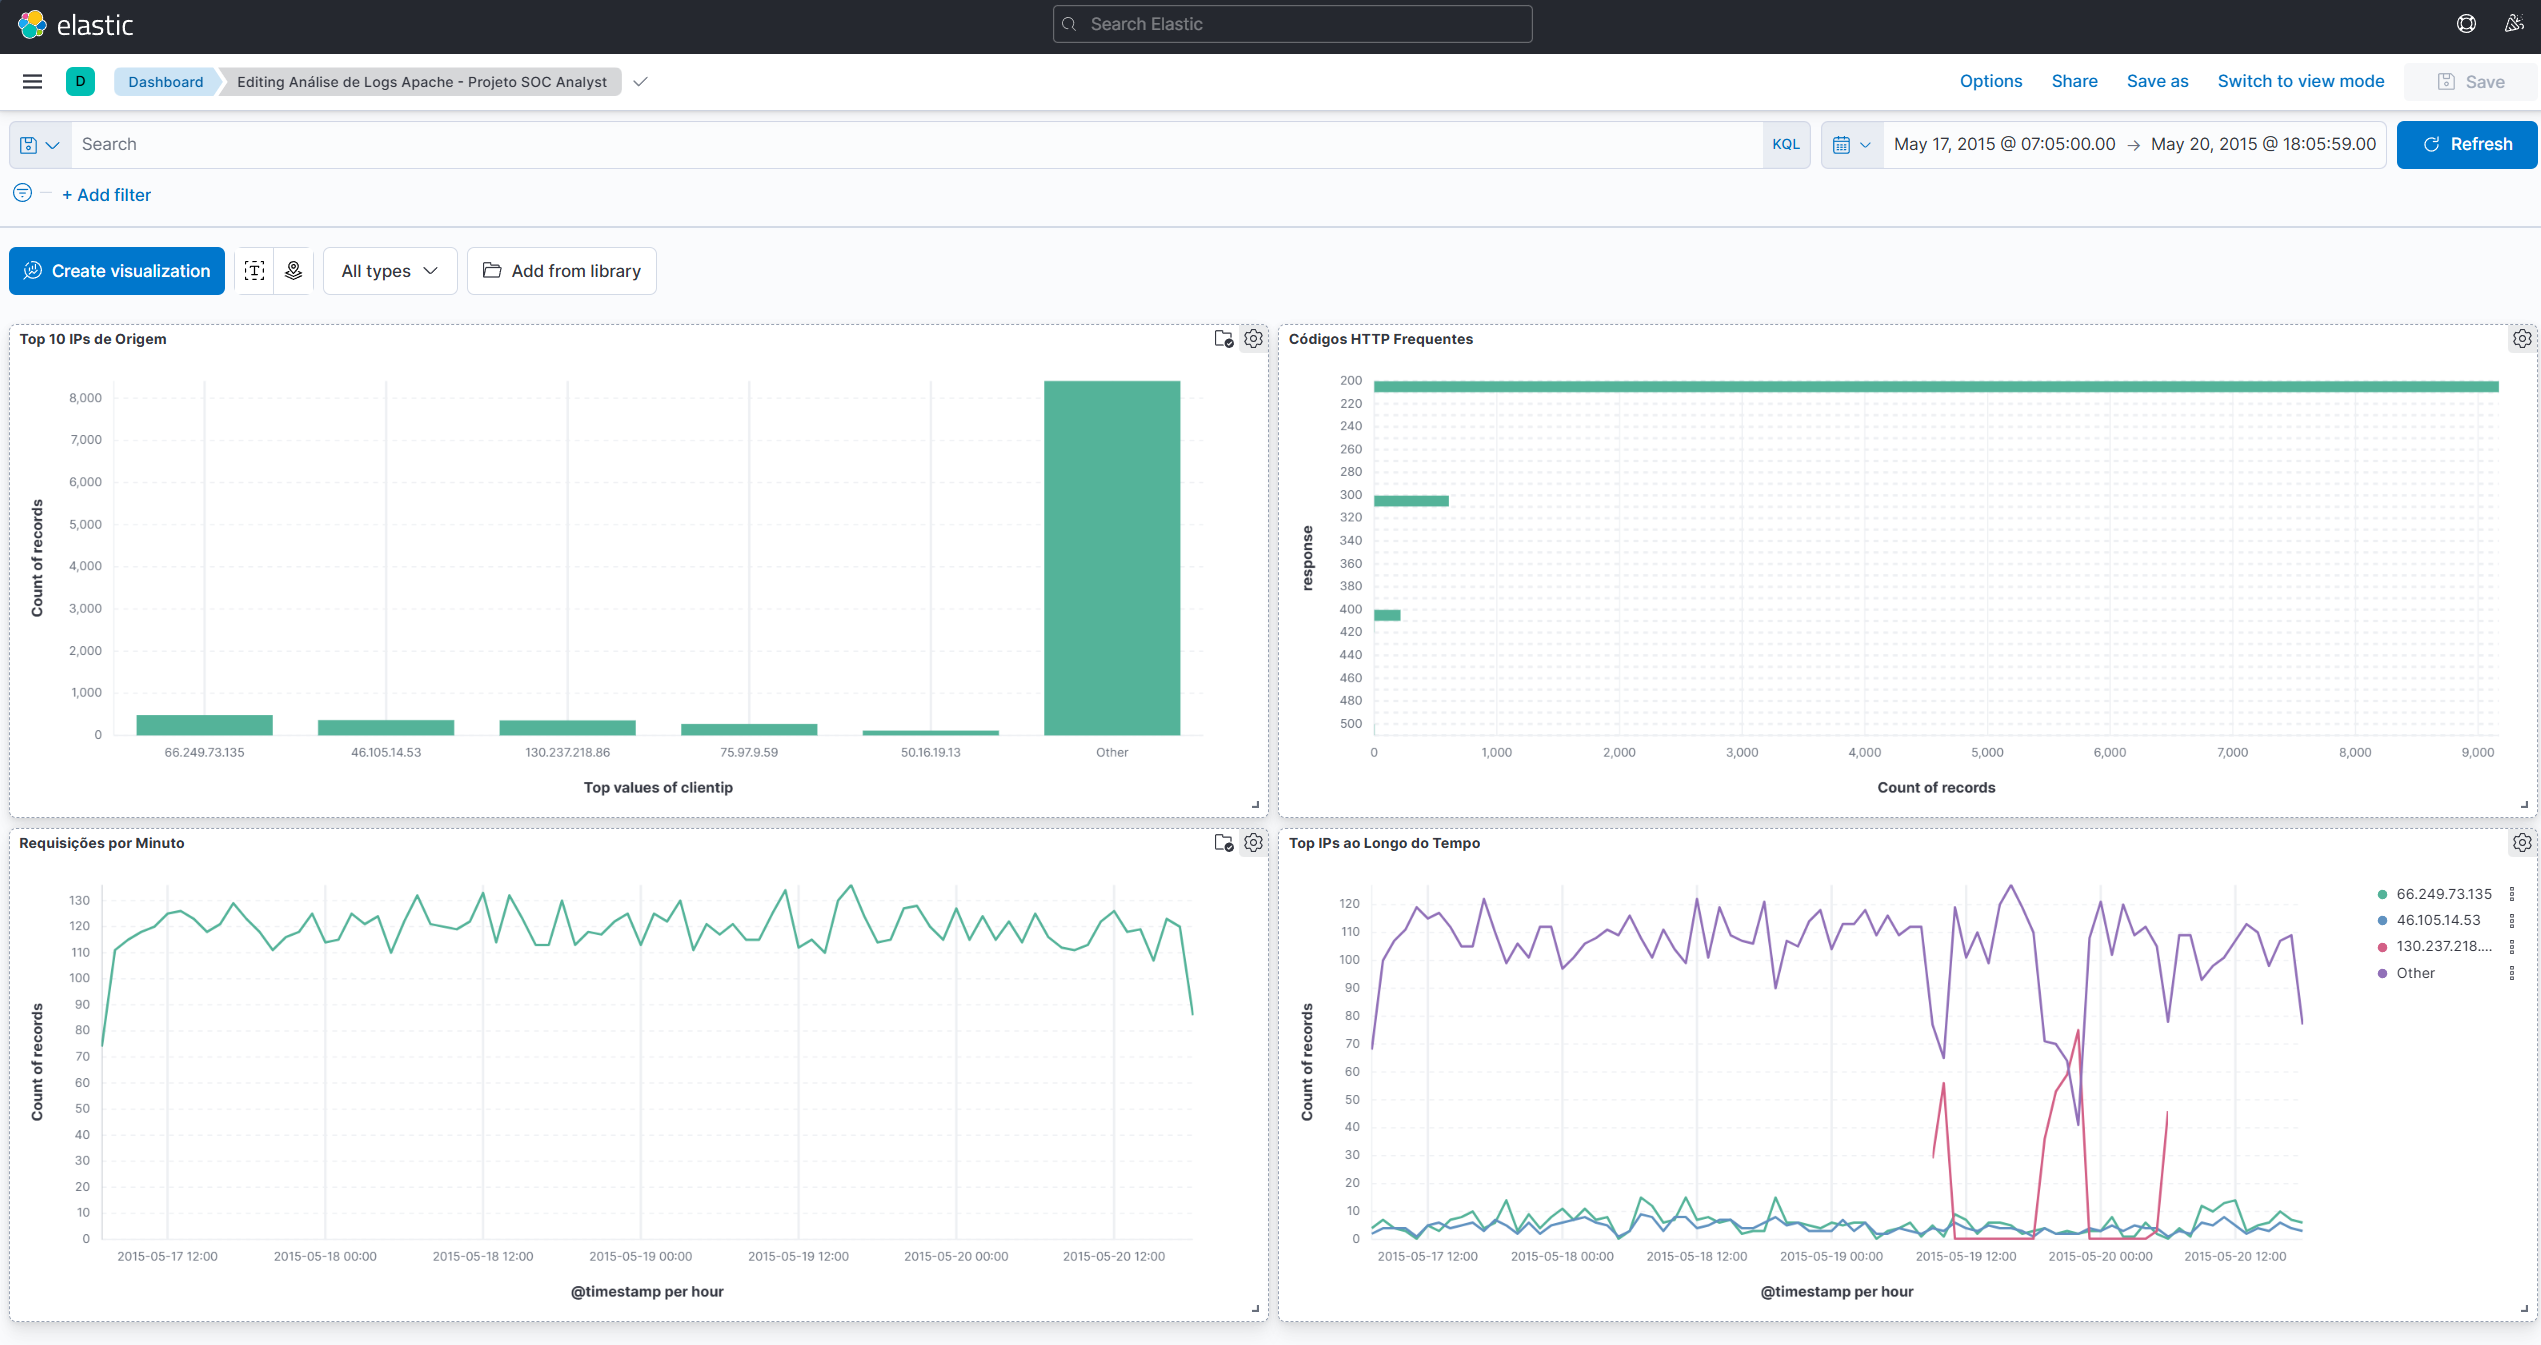 elastic
Search Elastic
D
Dashboard
Editing Análise de Logs Apache - Projeto SOC Analyst
Options
Share
Save as
Switch to view mode
Save
Search
KQL
May 17, 2015 @ 07:05:00.00 → May 20, 2015 @ 18:05:59.00
Refresh
+ Add filter
Create visualization
All types
Add from library
Top 10 IPs de Origem
Count of records
8,000
7,000
6,000
5,000
4,000
3,000
2,000
1,000
0
66.249.73.135 46.105.14.53 130.237.218.86 75.97.9.59 50.16.19.13 Other
Top values of clientip
Códigos HTTP Frequentes
response
200
220
240
260
280
300
320
340
360
380
400
420
440
460
480
500
0 1,000 2,000 3,000 4,000 5,000 6,000 7,000 8,000 9,000
Count of records
Requisições por Minuto
Count of records
130
120
110
100
90
80
70
60
50
40
30
20
10
0
2015-05-17 12:00 2015-05-18 00:00 2015-05-18 12:00 2015-05-19 00:00 2015-05-19 12:00 2015-05-20 00:00 2015-05-20 12:00
@timestamp per hour
Top IPs ao Longo do Tempo
Count of records
120
110
100
90
80
70
60
50
40
30
20
10
0
2015-05-17 12:00 2015-05-18 00:00 2015-05-18 12:00 2015-05-19 00:00 2015-05-19 12:00 2015-05-20 00:00 2015-05-20 12:00
@timestamp per hour
66.249.73.135
46.105.14.53
130.237.218....
Other